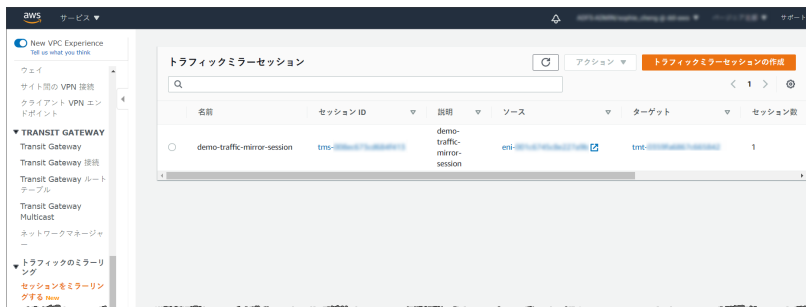 aws サービス ▼ サポート
New VPC Experience
Tell us what you think
ウェイ
サイト間の VPN 接続
クライアント VPN エン
ドポイント
▼ TRANSIT GATEWAY
Transit Gateway
Transit Gateway 接続
Transit Gateway ルート
テーブル
Transit Gateway
Multicast
ネットワークマネージャ
ー
▼ トラフィックのミラーリ
ング
セッションをミラーリン
グする New
トラフィックミラーセッション
アクション ▼
トラフィックミラーセッションの作成
< 1 >
名前 セッション ID 説明 ソース ターゲット セッション数
demo-traffic-mirror-session tms- demo-
traffic-
mirror-
session eni- tmt- 1